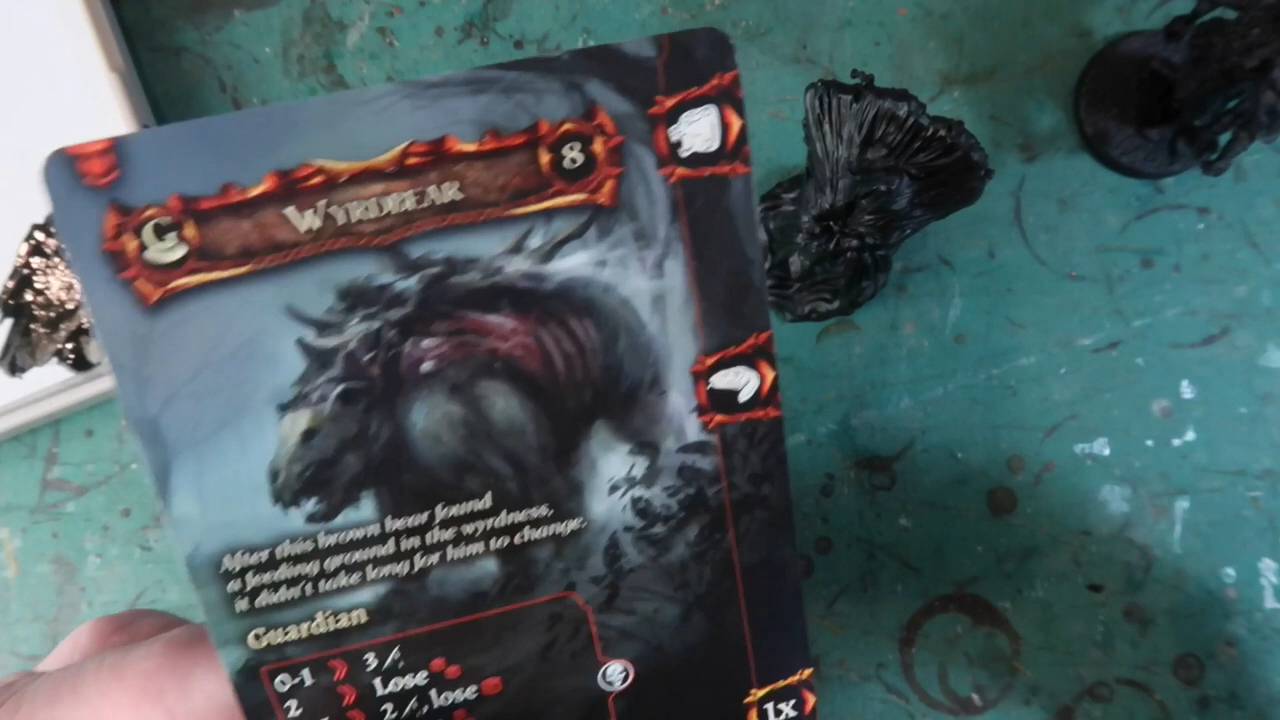 G WYRDBEAR 8
After this brown bear found
a feeding ground in the wyrdness,
it didn't take long for him to change.
Guardian
0-1 3
2 Lose
2 , lose
1x